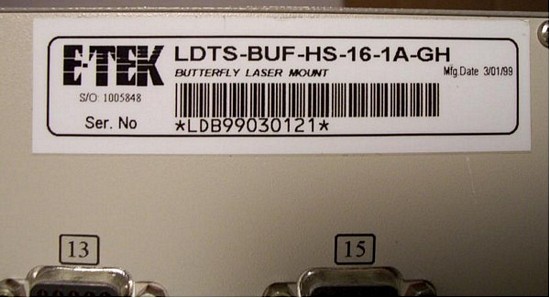 E-TEK LDTS-BUF-HS-16-1A-GH
BUTTERFLY LASER MOUNT Mfg.Date 3/01/99
S/O: 1005848
Ser. No *LDB99030121*
13 15